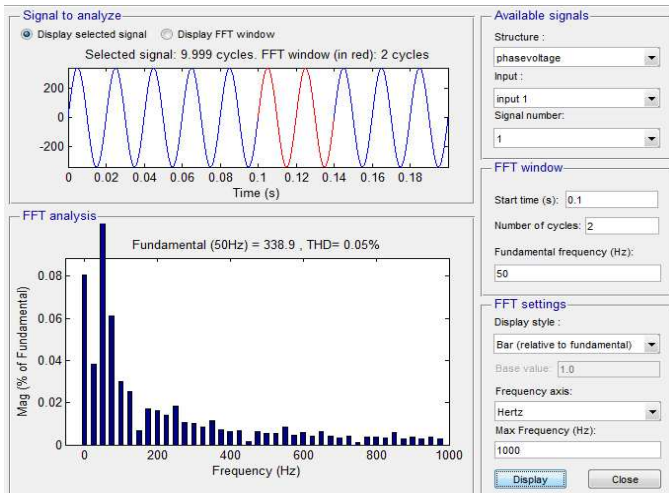 Signal to analyze
Display selected signal Display FFT window
Selected signal: 9.999 cycles. FFT window (in red): 2 cycles
200
0
-200
0 0.02 0.04 0.06 0.08 0.1 0.12 0.14 0.16 0.18
Time (s)
FFT analysis
Fundamental (50Hz) = 338.9 , THD= 0.05%
Mag (% of Fundamental)
0.08
0.06
0.04
0.02
0
0 200 400 600 800 1000
Frequency (Hz)
Available signals
Structure :
phasevoltage
Input :
input 1
Signal number:
1
FFT window
Start time (s): 0.1
Number of cycles: 2
Fundamental frequency (Hz):
50
FFT settings
Display style :
Bar (relative to fundamental)
Base value: 1.0
Frequency axis:
Hertz
Max Frequency (Hz):
1000
Display Close